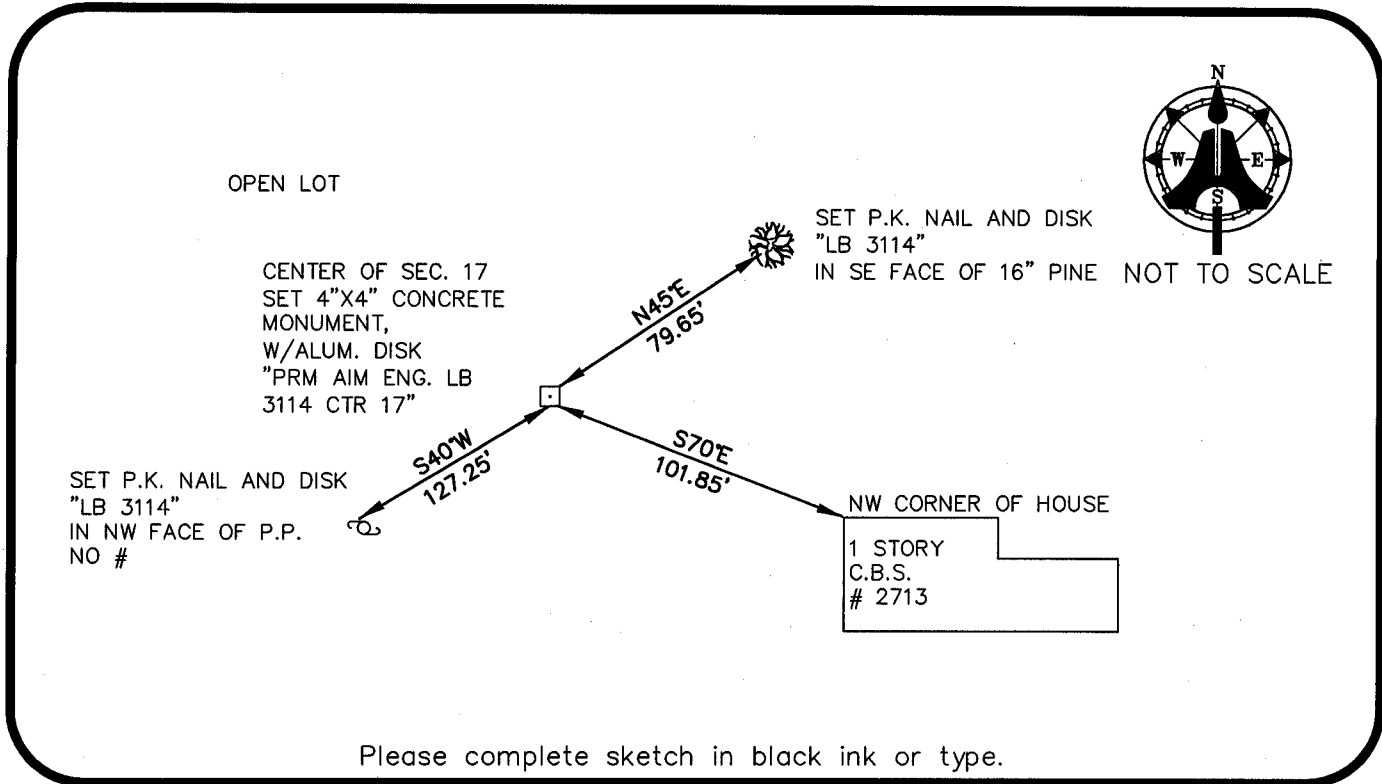 N
W
E
S
NOT TO SCALE
OPEN LOT
SET P.K. NAIL AND DISK
"LB 3114"
IN SE FACE OF 16" PINE
CENTER OF SEC. 17
SET 4"X4" CONCRETE
MONUMENT,
W/ALUM. DISK
"PRM AIM ENG. LB
3114 CTR 17"
N45°E
79.65'
S40°W
127.25'
S70°E
101.85'
SET P.K. NAIL AND DISK
"LB 3114"
IN NW FACE OF P.P.
NO #
NW CORNER OF HOUSE
1 STORY
C.B.S.
# 2713
Please complete sketch in black ink or type.